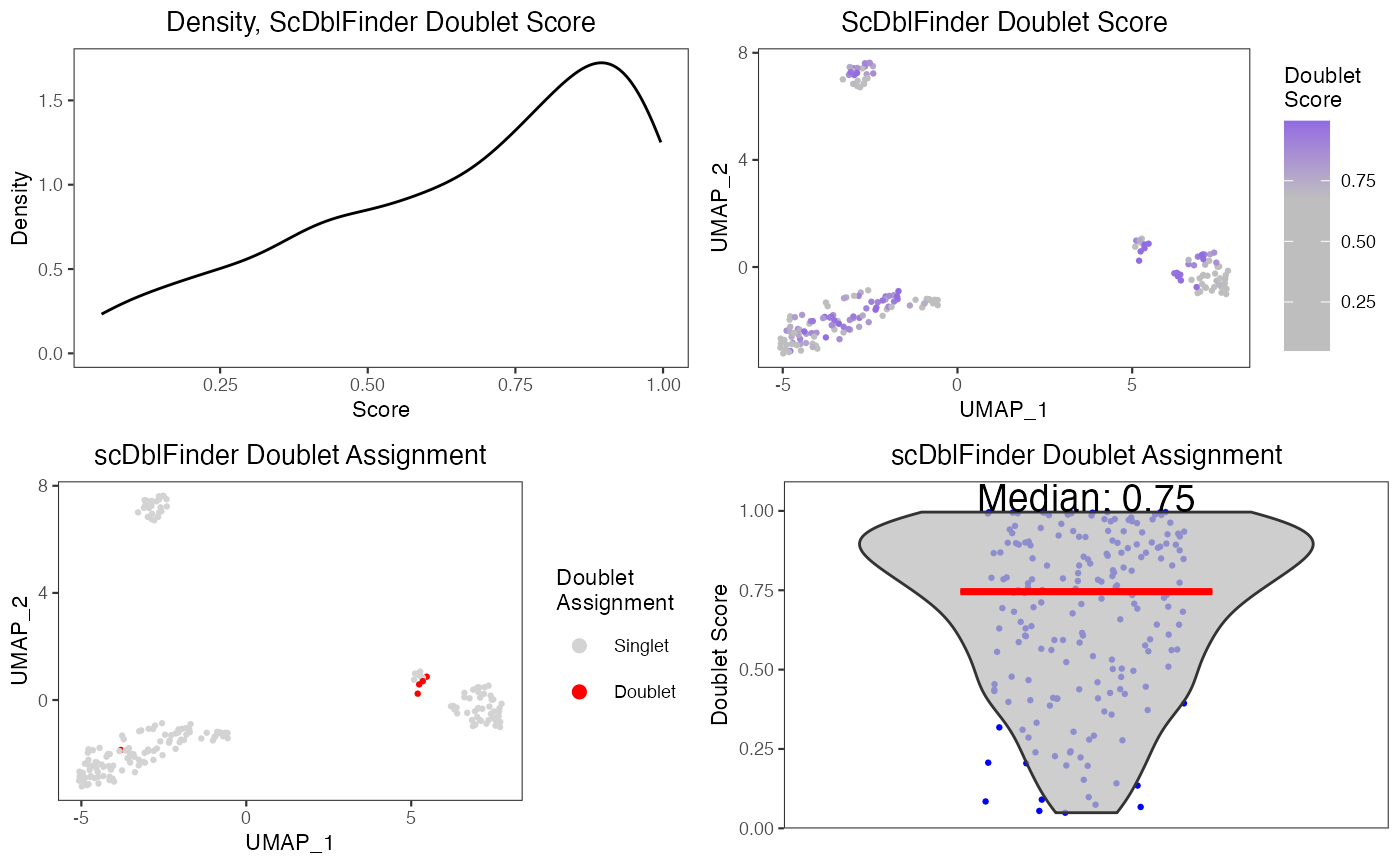 Density, ScDblFinder Doublet Score
Density
1.5
1.0
0.5
0.0
0.25 0.50 0.75 1.00
Score
ScDblFinder Doublet Score
UMAP_2
8
4
0
-5 0 5
UMAP_1
Doublet
Score
0.75
0.50
0.25
scDblFinder Doublet Assignment
UMAP_2
8
4
0
-5 0 5
UMAP_1
Doublet
Assignment
Singlet
Doublet
scDblFinder Doublet Assignment
Median: 0.75
Doublet Score
1.00
0.75
0.50
0.25
0.00